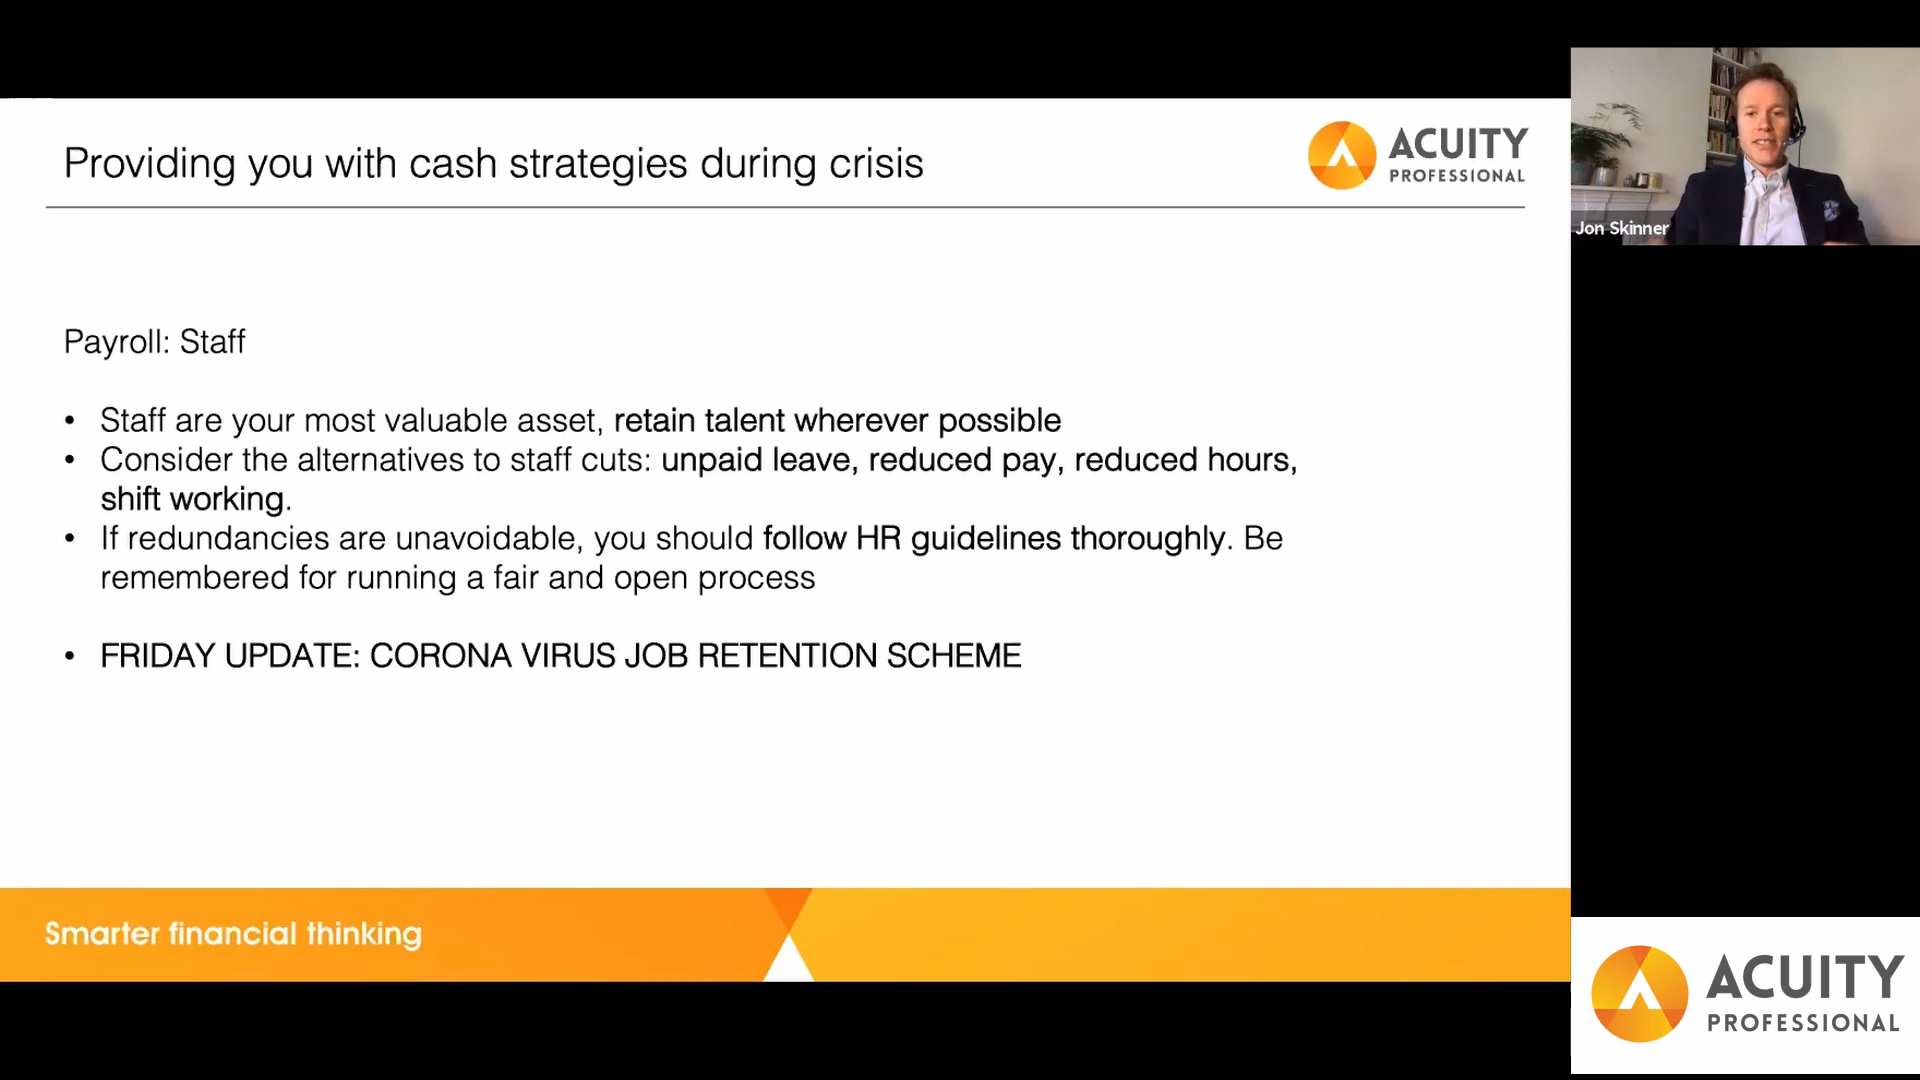 Providing you with cash strategies during crisis
ACUITY
PROFESSIONAL
Jon Skinner
Payroll: Staff
• Staff are your most valuable asset, retain talent wherever possible
• Consider the alternatives to staff cuts: unpaid leave, reduced pay, reduced hours,
shift working.
• If redundancies are unavoidable, you should follow HR guidelines thoroughly. Be
remembered for running a fair and open process
• FRIDAY UPDATE: CORONA VIRUS JOB RETENTION SCHEME
Smarter financial thinking
ACUITY
PROFESSIONAL